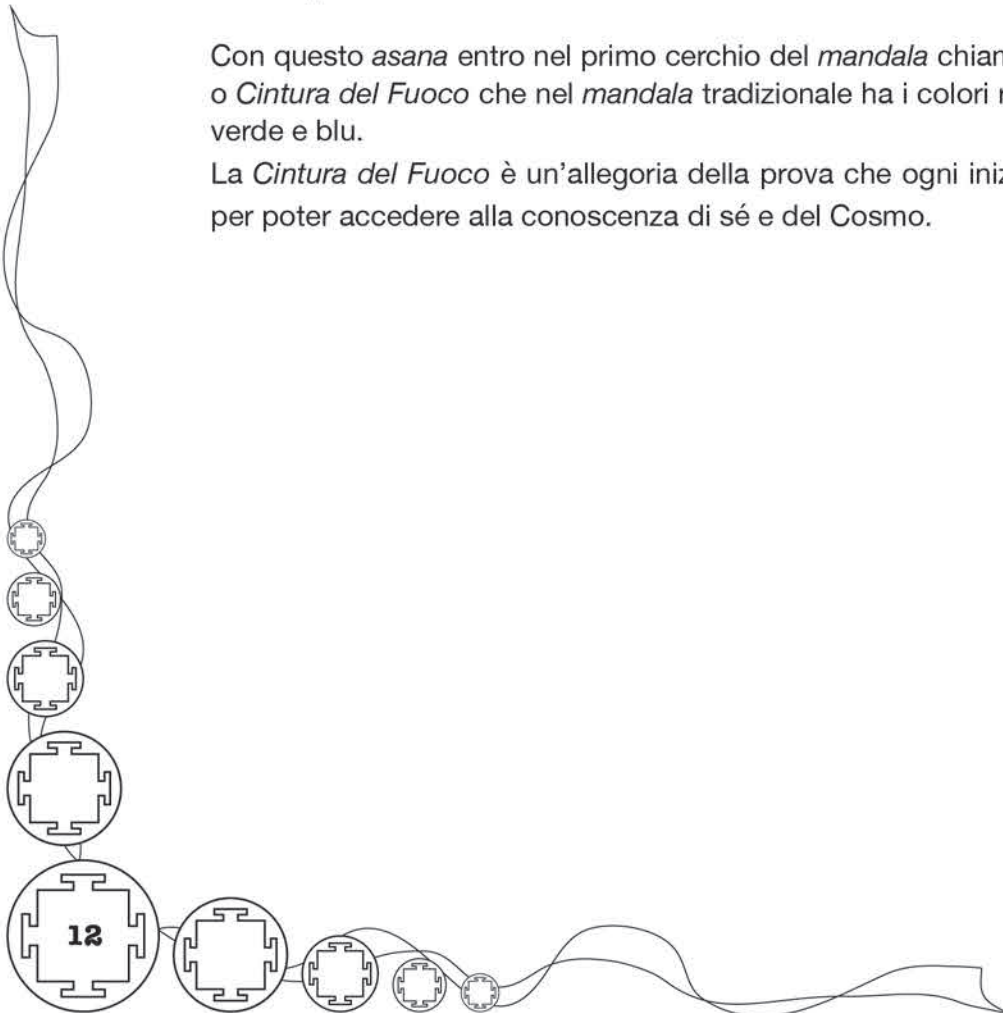 Con questo asana entro nel primo cerchio del mandala
o Cintura del Fuoco che nel mandala tradizionale ha i colori
verde e blu.
La Cintura del Fuoco è un'allegoria della prova che ogni
per poter accedere alla conoscenza di sé e del Cosmo.
12